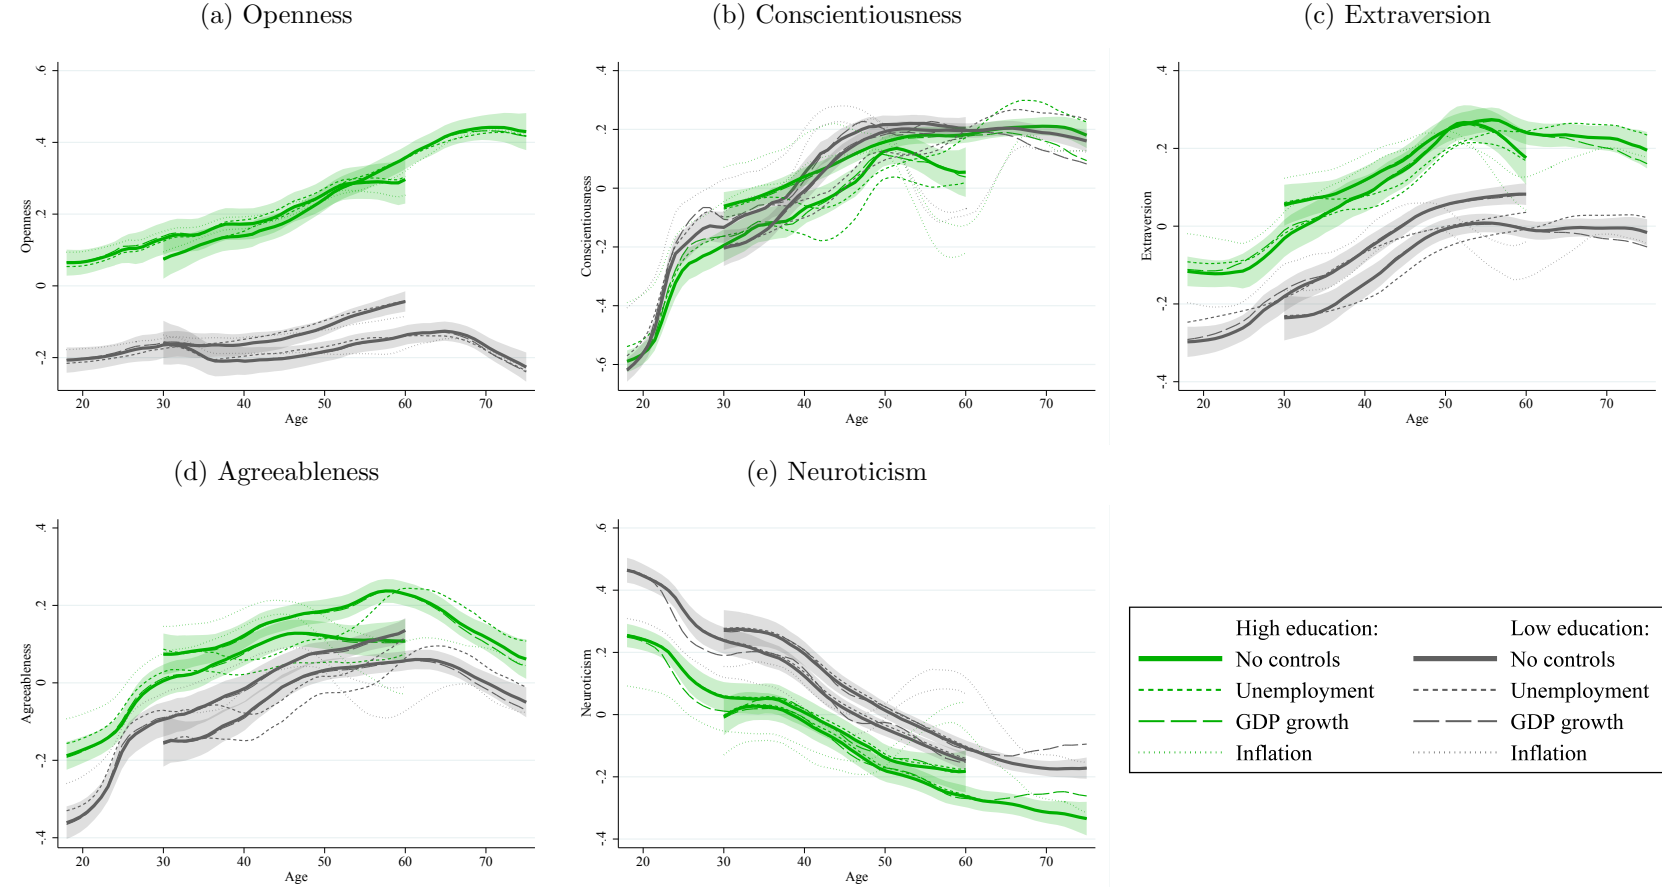 (a) Openness
(b) Conscientiousness
(c) Extraversion
.6
.4
.2
0
-.2
Openness
20 30 40 50 60 70
Age
.4
.2
0
-.2
-.4
-.6
Conscientiousness
20 30 40 50 60 70
Age
.4
.2
0
-.2
-.4
Extraversion
20 30 40 50 60 70
Age
(d) Agreeableness
(e) Neuroticism
.4
.2
0
-.2
-.4
Agreeableness
20 30 40 50 60 70
Age
.6
.4
.2
0
-.2
-.4
Neuroticism
20 30 40 50 60 70
Age
High education: Low education:
No controls No controls
Unemployment Unemployment
GDP growth GDP growth
Inflation Inflation